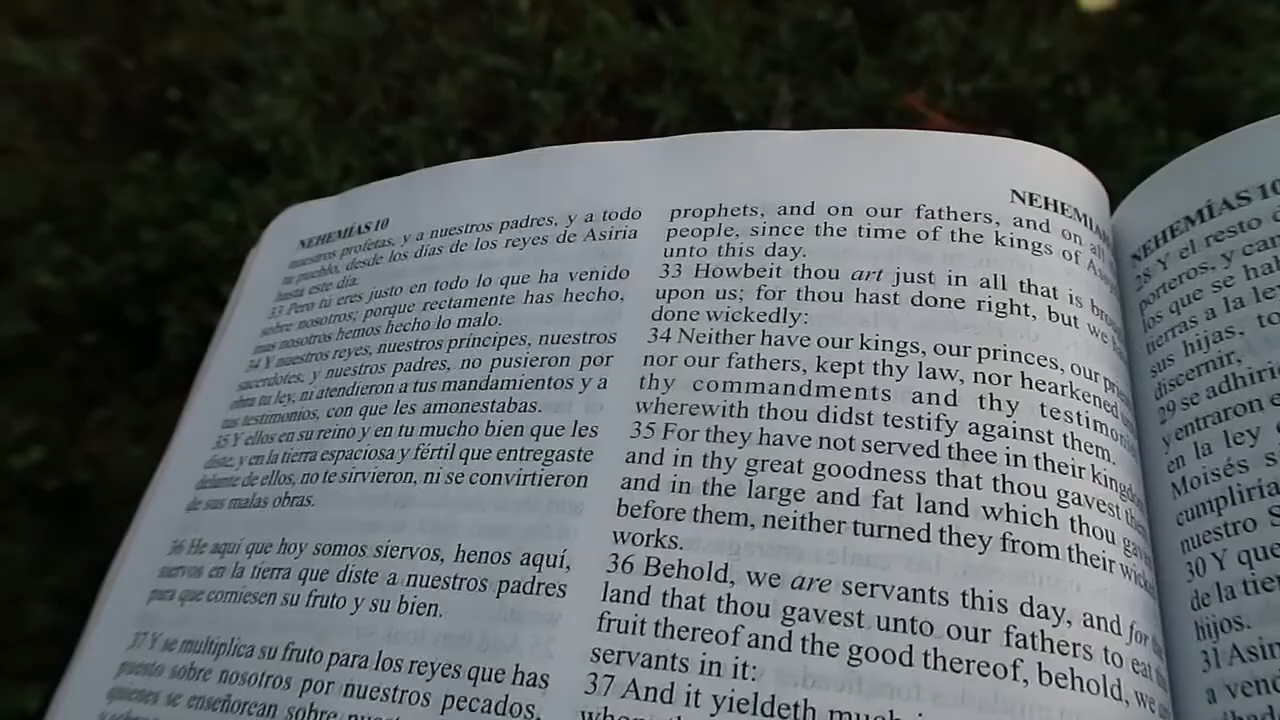 NEHEMÍAS 10
nuestros profetas, y a nuestros padres, y a todo
tu pueblo, desde los días de los reyes de Asiria
hasta este día.
33 Pero tú eres justo en todo lo que ha venido
sobre nosotros; porque rectamente has hecho,
mas nosotros hemos hecho lo malo.
34 Y nuestros reyes, nuestros príncipes, nuestros
sacerdotes, y nuestros padres, no pusieron por
obra tu ley, ni atendieron a tus mandamientos y a
tus testimonios, con que les amonestabas.
35 Y ellos en su reino y en tu mucho bien que les
diste, y en la tierra espaciosa y fértil que entregaste
delante de ellos, no te sirvieron, ni se convirtieron
de sus malas obras.
36 He aquí que hoy somos siervos, henos aquí,
siervos en la tierra que diste a nuestros padres
para que comiesen su fruto y su bien.
37 Y se multiplica su fruto para los reyes que has
puesto sobre nosotros por nuestros pecados,
quienes se enseñorean sobre
prophets, and on our fathers, and on all
people, since the time of the kings of
unto this day.
33 Howbeit thou art just in all that is
upon us; for thou hast done right, but we
done wickedly:
34 Neither have our kings, our princes, our
nor our fathers, kept thy law, nor hearkened
thy commandments and thy
wherewith thou didst testify against them.
35 For they have not served thee in their
and in thy great goodness that thou gavest
and in the large and fat land which thou
before them, neither turned they from their
works.
36 Behold, we are servants this day, and for
land that thou gavest unto our fathers to eat
fruit thereof and the good thereof, behold, we
servants in it:
37 And it yieldeth much
NEHEMÍAS 10
28 Y el resto
porteros, y
los que se
tierras a la
sus hijas,
discernir,
29 se
y entraron
en la ley
Moisés
cumpliría
nuestro
30 Y que
de la
hijos.
31
a